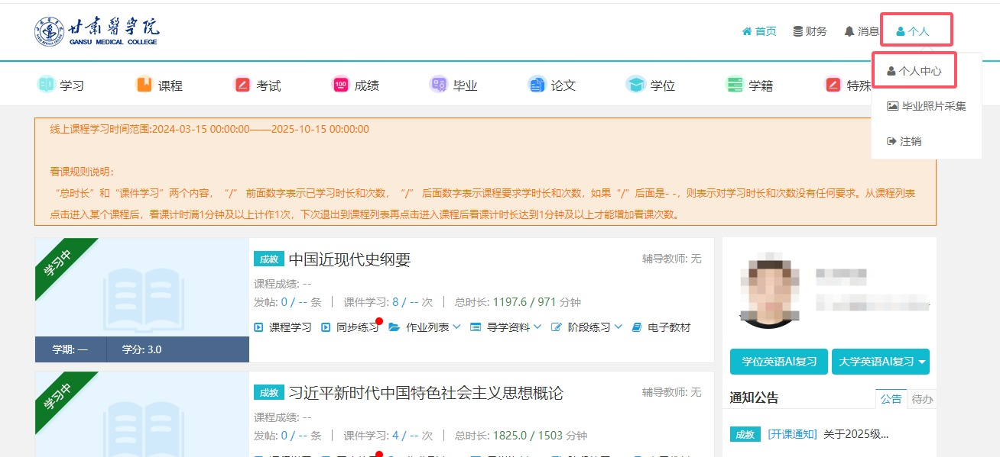 甘肃医学院
GANSU MEDICAL COLLEGE
首页 财务 消息 个人
个人中心
毕业照片采集
注销
学习 课程 考试 100 成绩 毕业 论文 学位 学籍 特殊
线上课程学习时间范围:2024-03-15 00:00:00——2025-10-15 00:00:00
看课规则说明:
“总时长”和“课件学习”两个内容, “/” 前面数字表示已学习时长和次数, “/” 后面数字表示课程要求学时长和次数, 如果 “/” 后面是- -, 则表示对学习时长和次数没有任何要求。从课程列表
点击进入某个课程后, 看课计时满1分钟及以上计作1次, 下次退出到课程列表再点击进入课程后看课计时长达到1分钟及以上才能增加看课次数。
学习中
成教 中国近现代史纲要 辅导教师: 无
课程成绩: --
发帖: 0 / -- 条 | 课件学习: 8 / -- 次 | 总时长: 1197.6 / 971 分钟
课程学习 同步练习 作业列表 导学资料 阶段练习 电子教材
学期: — 学分: 3.0
学习中
成教 习近平新时代中国特色社会主义思想概论 辅导教师: 无
课程成绩: --
发帖: 0 / -- 条 | 课件学习: 4 / -- 次 | 总时长: 1825.0 / 1503 分钟
学位英语AI复习 大学英语AI复习
通知公告 公告 待办
成教 [开课通知] 关于2025级...